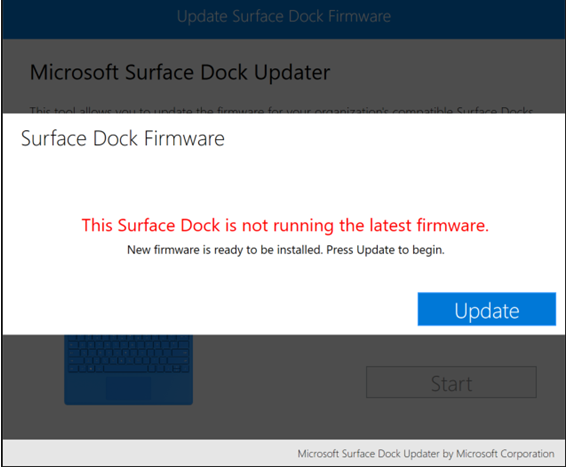 Update Surface Dock Firmware
Microsoft Surface Dock Updater
This tool allows you to update the firmware for your organization's compatible Surface Docks.
Surface Dock Firmware
This Surface Dock is not running the latest firmware.
New firmware is ready to be installed. Press Update to begin.
Update
Start
Microsoft Surface Dock Updater by Microsoft Corporation